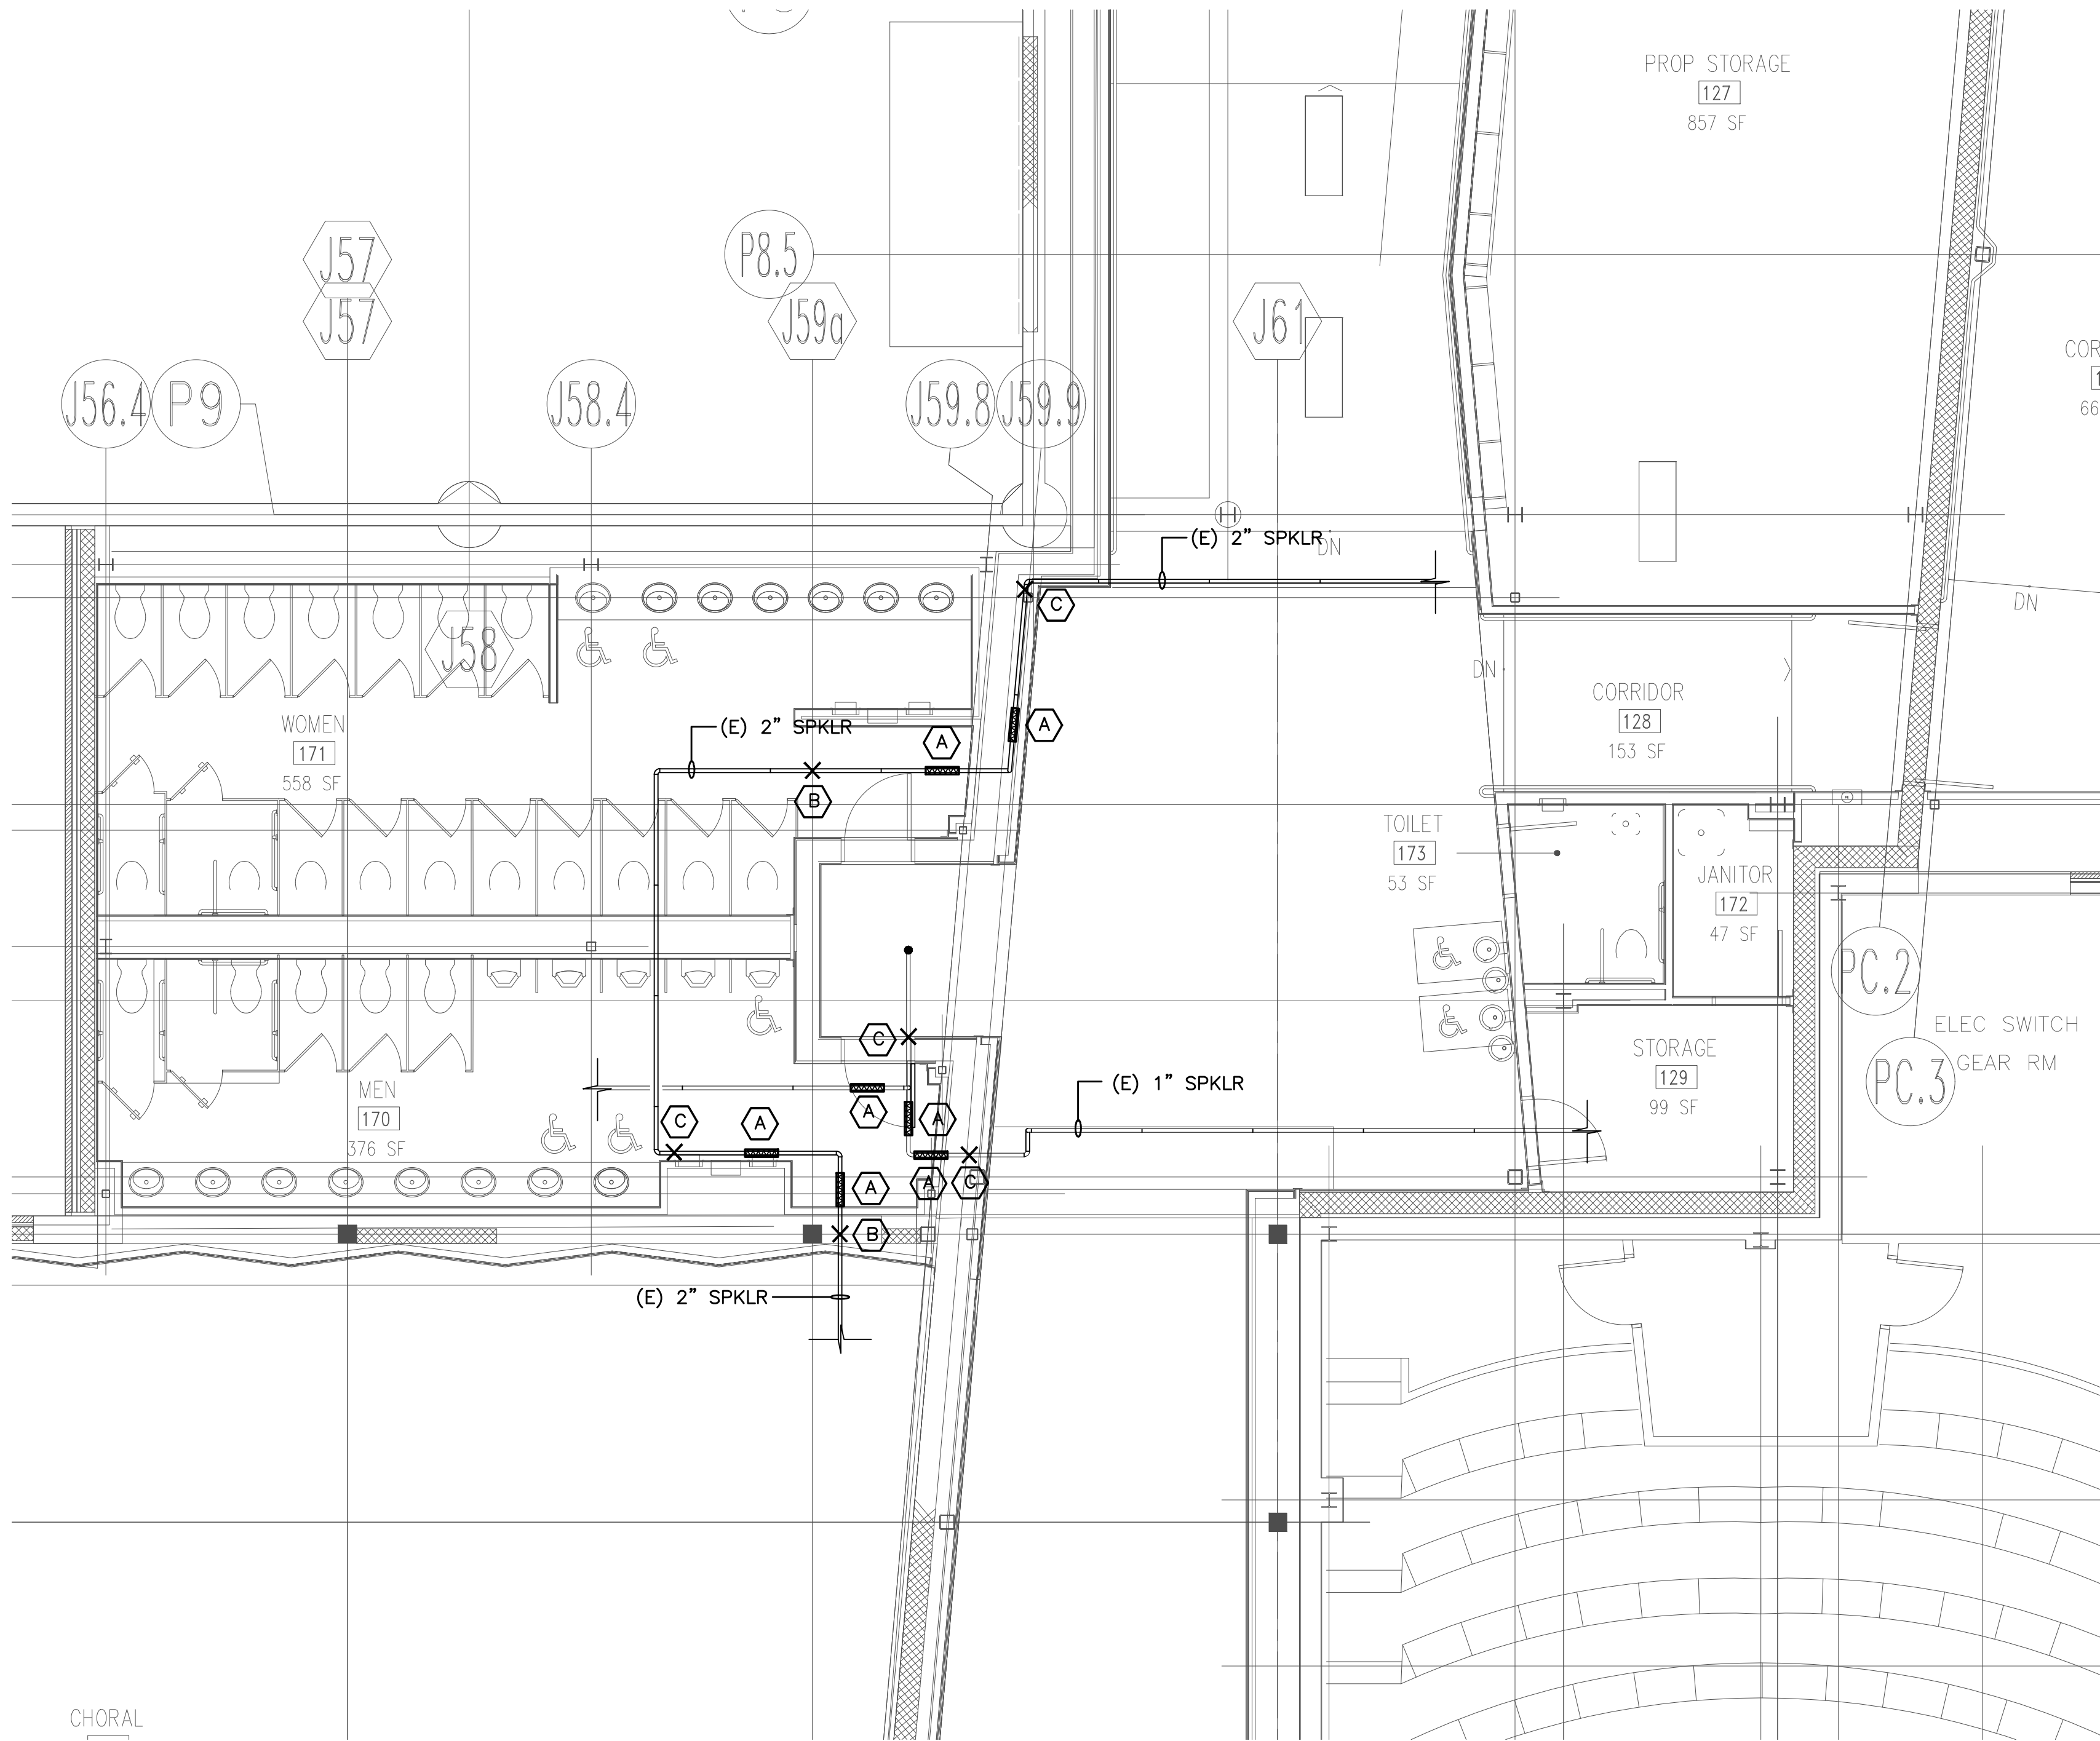 PROP STORAGE
127
857 SF
J57
J57
P8.5
J59a
J61
J56.4
P9
J58.4
J59.8
J59.9
(E) 2” SPKLR
DN
C
DN
J58
WOMEN
171
558 SF
(E) 2” SPKLR
A
A
B
DN
CORRIDOR
128
153 SF
TOILET
173
53 SF
JANITOR
172
47 SF
PC.2
ELEC SWITCH
GEAR RM
PC.3
STORAGE
129
99 SF
C
(E) 1” SPKLR
MEN
170
376 SF
C
A
A
A
A
A
C
B
(E) 2” SPKLR
CHORAL